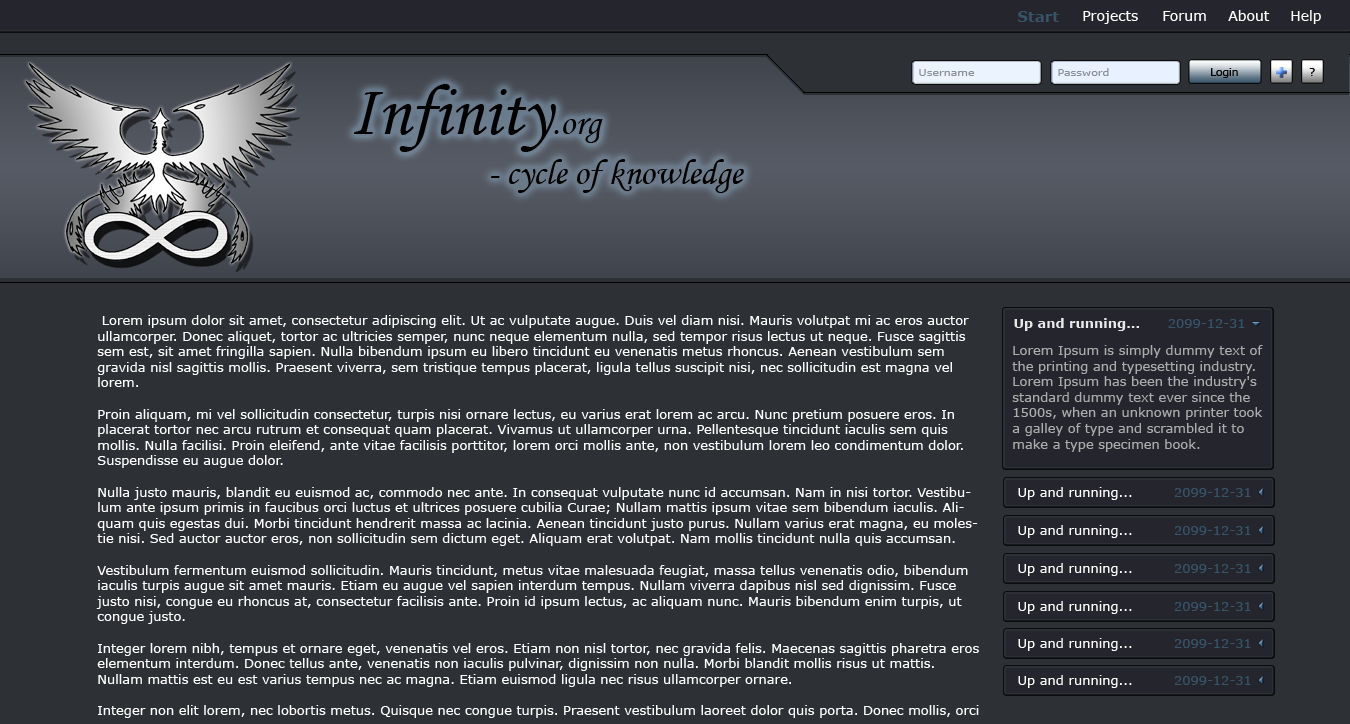 Start Projects Forum About Help
Username Password Login ?
Infinity.org
- cycle of knowledge
Lorem ipsum dolor sit amet, consectetur adipiscing elit. Ut ac vulputate augue. Duis vel diam nisi. Mauris volutpat mi ac eros auctor
ullamcorper. Donec aliquet, tortor ac ultricies semper, nunc neque elementum nulla, sed tempor risus lectus ut neque. Fusce sagittis
sem est, sit amet fringilla sapien. Nulla bibendum ipsum eu libero tincidunt eu venenatis metus rhoncus. Aenean vestibulum sem
gravida nisl sagittis mollis. Praesent viverra, sem tristique tempus placerat, ligula tellus suscipit nisi, nec sollicitudin est magna vel
lorem.
Proin aliquam, mi vel sollicitudin consectetur, turpis nisi ornare lectus, eu varius erat lorem ac arcu. Nunc pretium posuere eros. In
placerat tortor nec arcu rutrum et consequat quam placerat. Vivamus ut ullamcorper urna. Pellentesque tincidunt iaculis sem quis
mollis. Nulla facilisi. Proin eleifend, ante vitae facilisis porttitor, lorem orci mollis ante, non vestibulum lorem leo condimentum dolor.
Suspendisse eu augue dolor.
Nulla justo mauris, blandit eu euismod ac, commodo nec ante. In consequat vulputate nunc id accumsan. Nam in nisi tortor. Vestibu-
lum ante ipsum primis in faucibus orci luctus et ultrices posuere cubilia Curae; Nullam mattis ipsum vitae sem bibendum iaculis. Ali-
quam quis egestas dui. Morbi tincidunt hendrerit massa ac lacinia. Aenean tincidunt justo purus. Nullam varius erat magna, eu moles-
tie nisi. Sed auctor auctor eros, non sollicitudin sem dictum eget. Aliquam erat volutpat. Nam mollis tincidunt nulla quis accumsan.
Vestibulum fermentum euismod sollicitudin. Mauris tincidunt, metus vitae malesuada feugiat, massa tellus venenatis odio, bibendum
iaculis turpis augue sit amet mauris. Etiam eu augue vel sapien interdum tempus. Nullam viverra dapibus nisl sed dignissim. Fusce
justo nisi, congue eu rhoncus at, consectetur facilisis ante. Proin id ipsum lectus, ac aliquam nunc. Mauris bibendum enim turpis, ut
congue justo.
Integer lorem nibh, tempus et ornare eget, venenatis vel eros. Etiam non nisl tortor, nec gravida felis. Maecenas sagittis pharetra eros
elementum interdum. Donec tellus ante, venenatis non iaculis pulvinar, dignissim non nulla. Morbi blandit mollis risus ut mattis.
Nullam mattis est eu est varius tempus nec ac magna. Etiam euismod ligula nec risus ullamcorper ornare.
Integer non elit lorem, nec lobortis metus. Quisque nec congue turpis. Praesent vestibulum laoreet dolor quis porta. Donec mollis, orci
Up and running... 2099-12-31
Lorem Ipsum is simply dummy text of
the printing and typesetting industry.
Lorem Ipsum has been the industry's
standard dummy text ever since the
1500s, when an unknown printer took
a galley of type and scrambled it to
make a type specimen book.
Up and running... 2099-12-31
Up and running... 2099-12-31
Up and running... 2099-12-31
Up and running... 2099-12-31
Up and running... 2099-12-31
Up and running... 2099-12-31